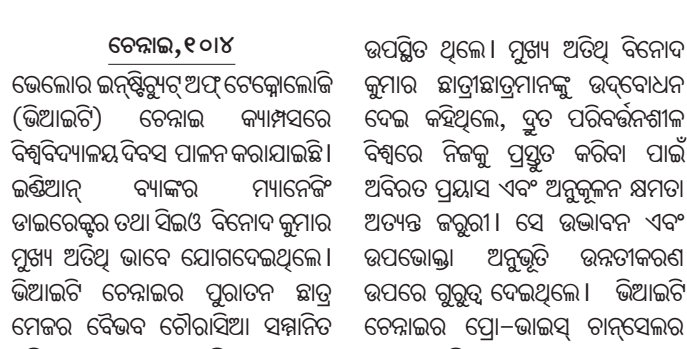 ଚେନ୍ନାଇ,୧୦ା୪
ଭେଲୋର ଇନ୍‌ଷ୍ଟିଚ୍ୟୁଟ୍ ଅଫ୍ ଟେକ୍ନୋଲୋଜି
(ଭିଆଇଟି) ଚେନ୍ନାଇ କ୍ୟାମ୍ପସରେ
ବିଶ୍ୱବିଦ୍ୟାଳୟ ଦିବସ ପାଳନ କରାଯାଇଛି।
ଇଣ୍ଡିଆନ୍ ବ୍ୟାଙ୍କର ମ୍ୟାନେଜିଂ
ଡାଇରେକ୍ଟର ତଥା ସିଇଓ ବିନୋଦ କୁମାର
ମୁଖ୍ୟ ଅତିଥି ଭାବେ ଯୋଗଦେଇଥିଲେ।
ଭିଆଇଟି ଚେନ୍ନାଇର ପୁରାତନ ଛାତ୍ର
ମେଜର ବୈଭବ ଚୌରାସିଆ ସମ୍ମାନିତ
ଉପସ୍ଥିତ ଥିଲେ। ମୁଖ୍ୟ ଅତିଥି ବିନୋଦ
କୁମାର ଛାତ୍ରୀଛାତ୍ରମାନଙ୍କୁ ଉଦ୍‌ବୋଧନ
ଦେଇ କହିଥିଲେ, ଦ୍ରୁତ ପରିବର୍ତ୍ତନଶୀଳ
ବିଶ୍ୱରେ ନିଜକୁ ପ୍ରସ୍ତୁତ କରିବା ପାଇଁ
ଅବିରତ ପ୍ରୟାସ ଏବଂ ଅନୁକୂଳନ କ୍ଷମତା
ଅତ୍ୟନ୍ତ ଜରୁରୀ। ସେ ଉଦ୍ଭାବନ ଏବଂ
ଉପଭୋକ୍ତା ଅନୁଭୂତି ଉନ୍ନତୀକରଣ
ଉପରେ ଗୁରୁତ୍ୱ ଦେଇଥିଲେ। ଭିଆଇଟି
ଚେନ୍ନାଇର ପ୍ରୋ-ଭାଇସ୍ ଚାନ୍‌ସେଲର